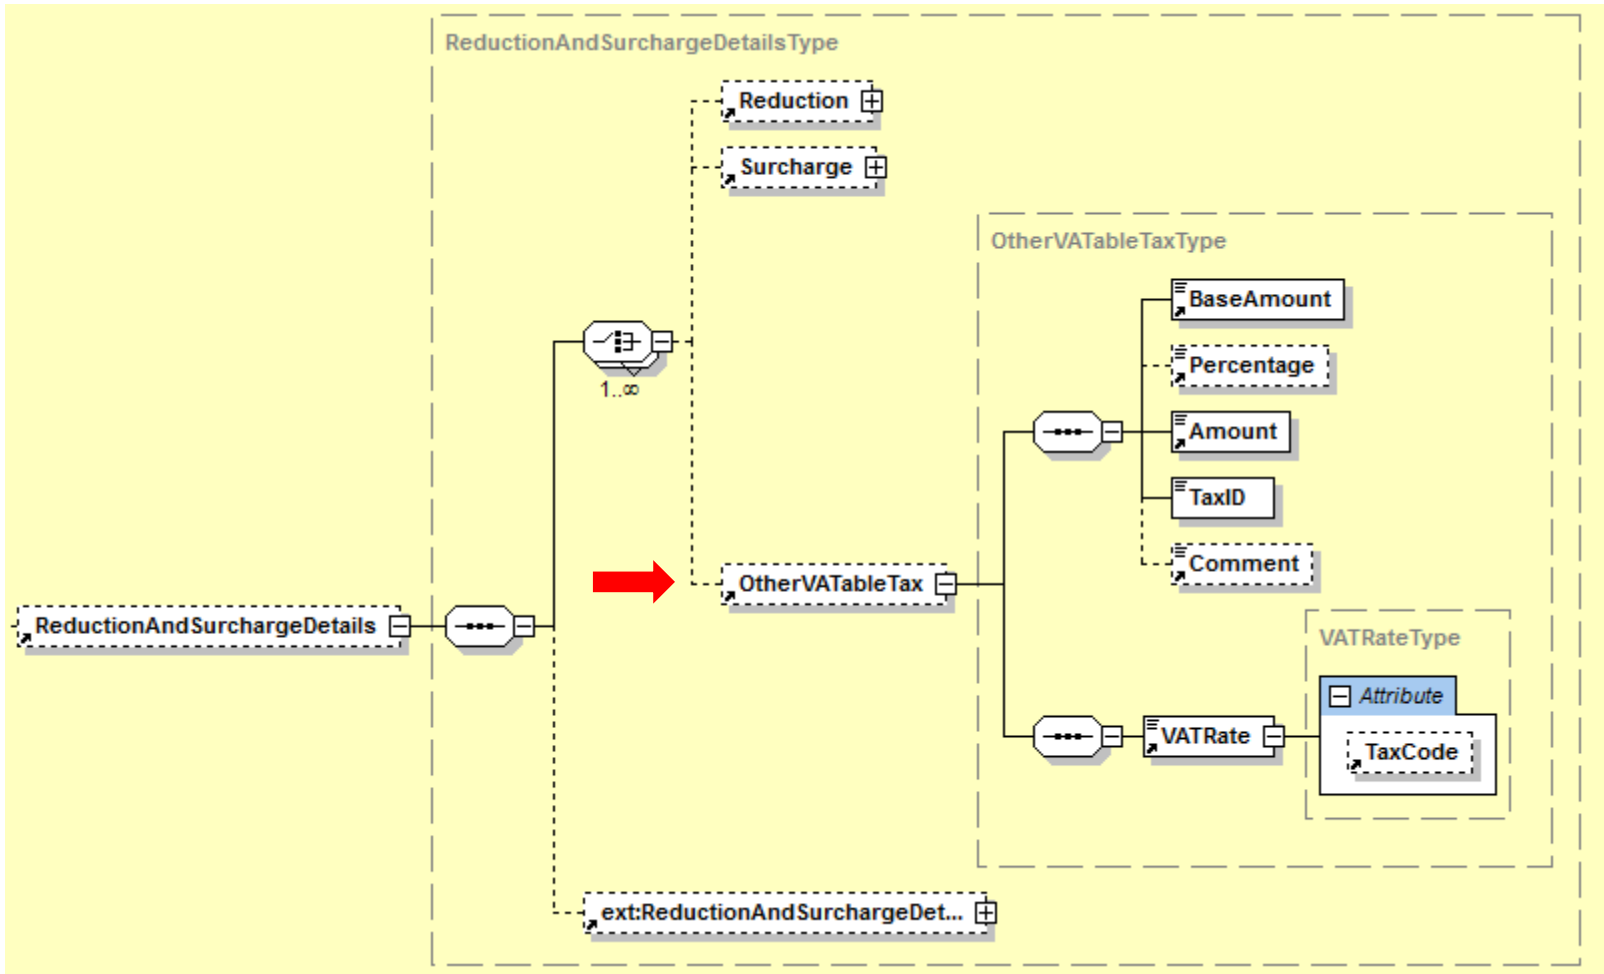 ReductionAndSurchargeDetailsType
Reduction
Surcharge
OtherVATableTaxType
BaseAmount
Percentage
1..∞
Amount
TaxID
Comment
OtherVATableTax
ReductionAndSurchargeDetails
VATRateType
Attribute
VATRate
TaxCode
ext:ReductionAndSurchargeDet...